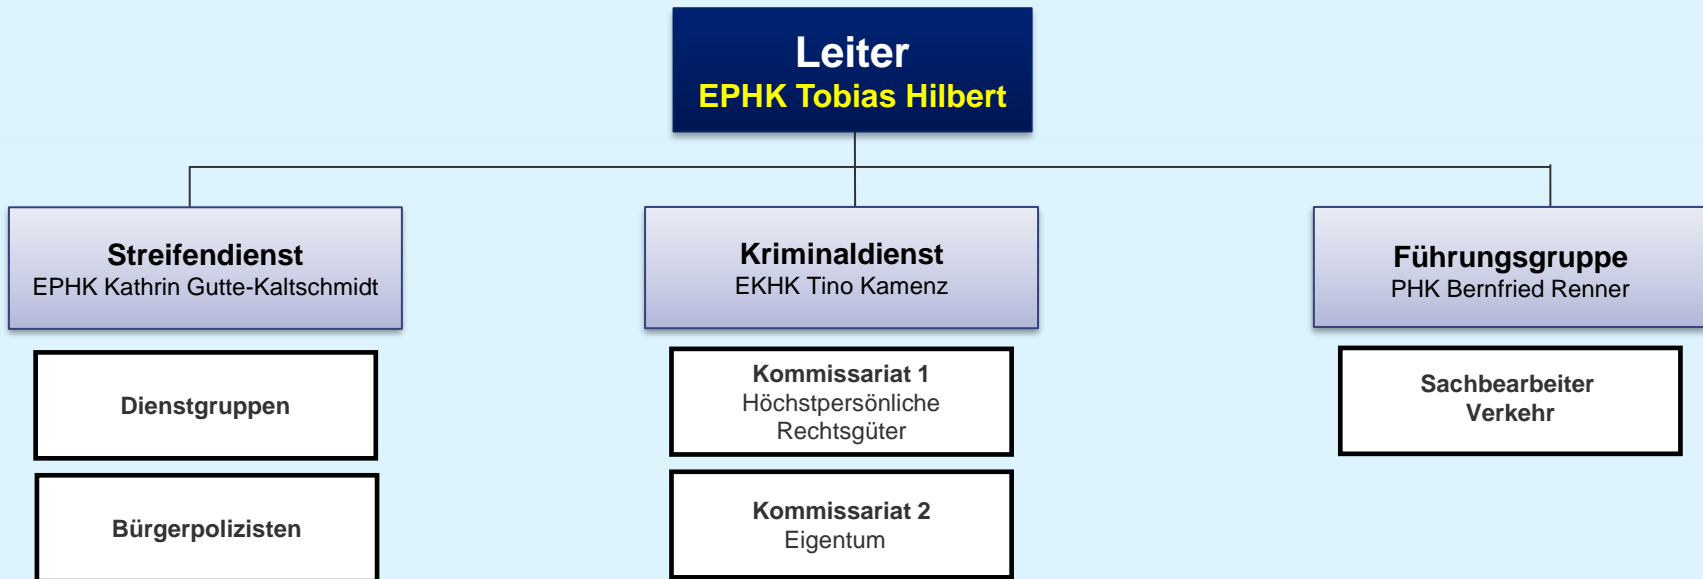 Leiter
EPHK Tobias Hilbert
Streifendienst
EPHK Kathrin Gutte-Kaltschmidt
Kriminaldienst
EKHK Tino Kamenz
Führungsgruppe
PHK Bernfried Renner
Dienstgruppen
Bürgerpolizisten
Kommissariat 1
Höchstpersönliche
Rechtsgüter
Kommissariat 2
Eigentum
Sachbearbeiter
Verkehr